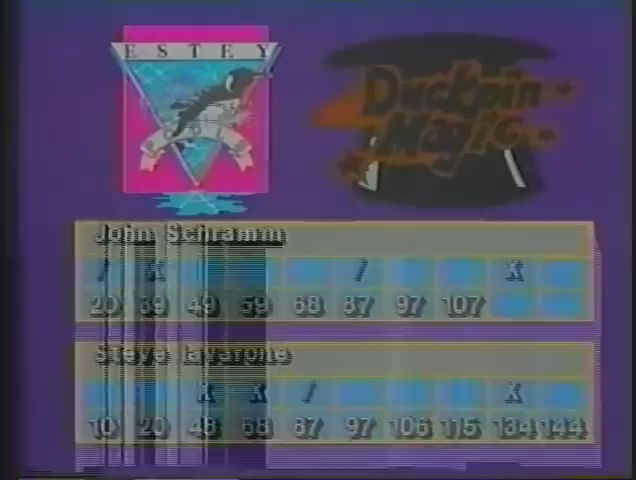 ESTEY
Duckpin
Magic
John Schramm
/ X / X
20 39 49 59 68 87 97 107
Steve Iavarone
X X / X
10 20 48 68 87 97 106 115 134 144